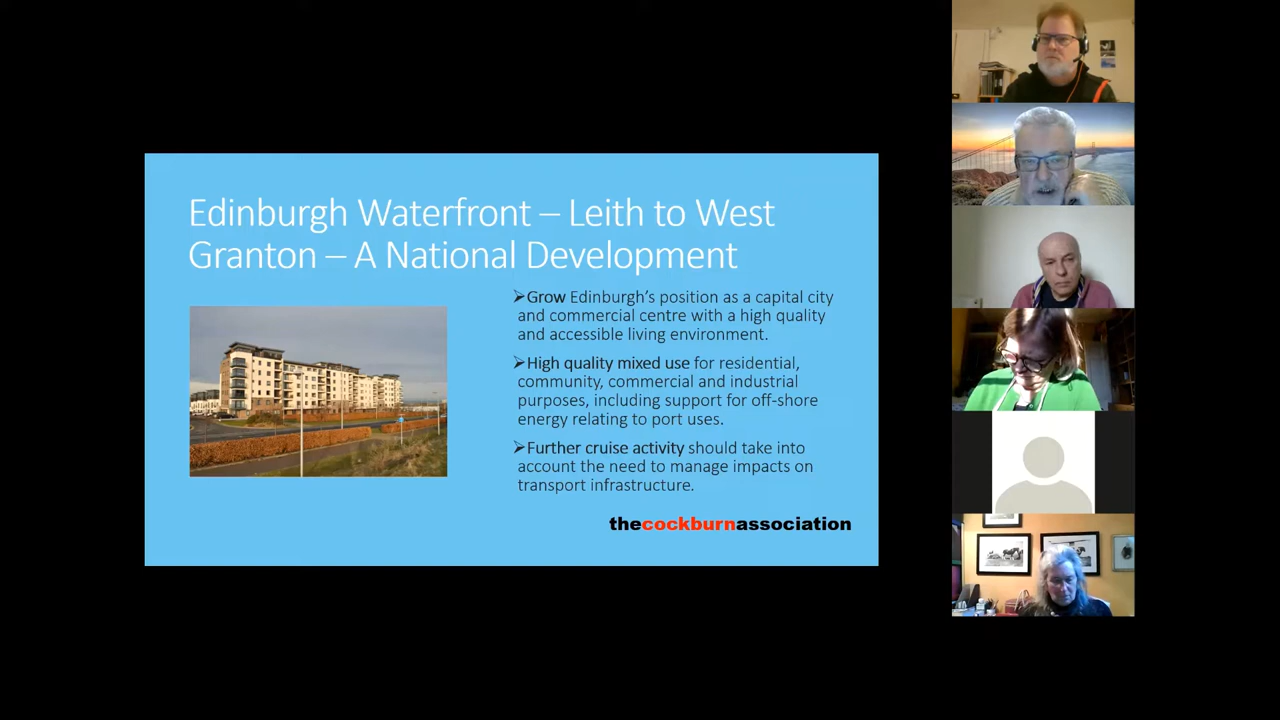 Edinburgh Waterfront – Leith to West
Granton – A National Development
➢Grow Edinburgh's position as a capital city
and commercial centre with a high quality
and accessible living environment.
➢High quality mixed use for residential,
community, commercial and industrial
purposes, including support for off-shore
energy relating to port uses.
➢Further cruise activity should take into
account the need to manage impacts on
transport infrastructure.
thecockburnassociation